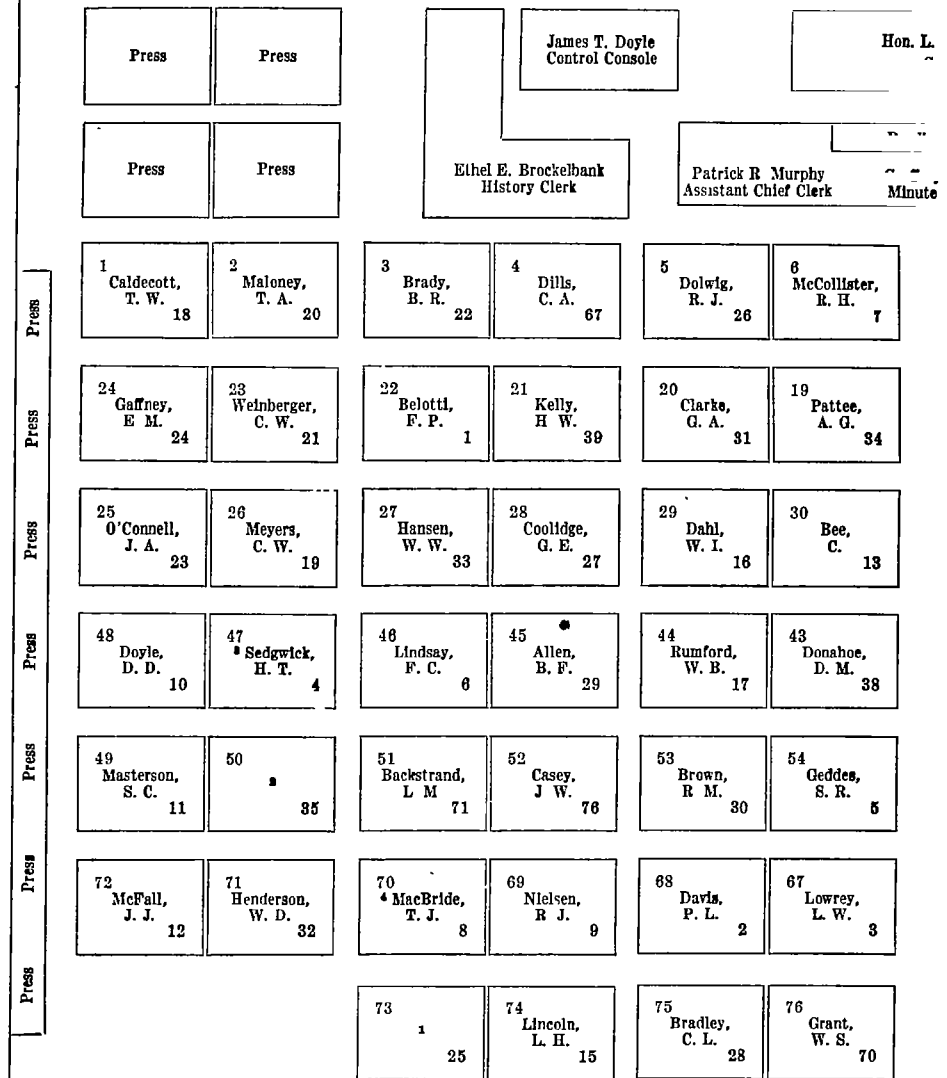 Press
Press
James T. Doyle
Control Console
Hon. L.
Press
Press
Ethel E. Brockelbank
History Clerk
Patrick R Murphy
Assistant Chief Clerk
Minute
Press
Press
Press
Press
Press
Press
Press
1
Caldecott,
T. W.
18
2
Maloney,
T. A.
20
3
Brady,
B. R.
22
4
Dills,
C. A.
67
5
Dolwig,
R. J.
26
6
McCollister,
R. H.
7
24
Gaffney,
E M.
24
23
Weinberger,
C. W.
21
22
Belotti,
F. P.
1
21
Kelly,
H W.
39
20
Clarke,
G. A.
31
19
Pattee,
A. G.
34
25
O'Connell,
J. A.
23
26
Meyers,
C. W.
19
27
Hansen,
W. W.
33
28
Coolidge,
G. E.
27
29
Dahl,
W. I.
16
30
Bee,
C.
13
48
Doyle,
D. D.
10
47
3 Sedgwick,
H. T.
4
46
Lindsay,
F. C.
6
45
Allen,
B. F.
29
44
Rumford,
W. B.
17
43
Donahoe,
D. M.
38
49
Masterson,
S. C.
11
50
2
35
51
Backstrand,
L M
71
52
Casey,
J W.
76
53
Brown,
R M.
30
54
Geddes,
S. R.
5
72
McFall,
J. J.
12
71
Henderson,
W. D.
32
70
4 MacBride,
T. J.
8
69
Nielsen,
R J.
9
68
Davis,
P. L.
2
67
Lowrey,
L. W.
3
73
1
25
74
Lincoln,
L. H.
15
75
Bradley,
C. L.
28
76
Grant,
W. S.
70